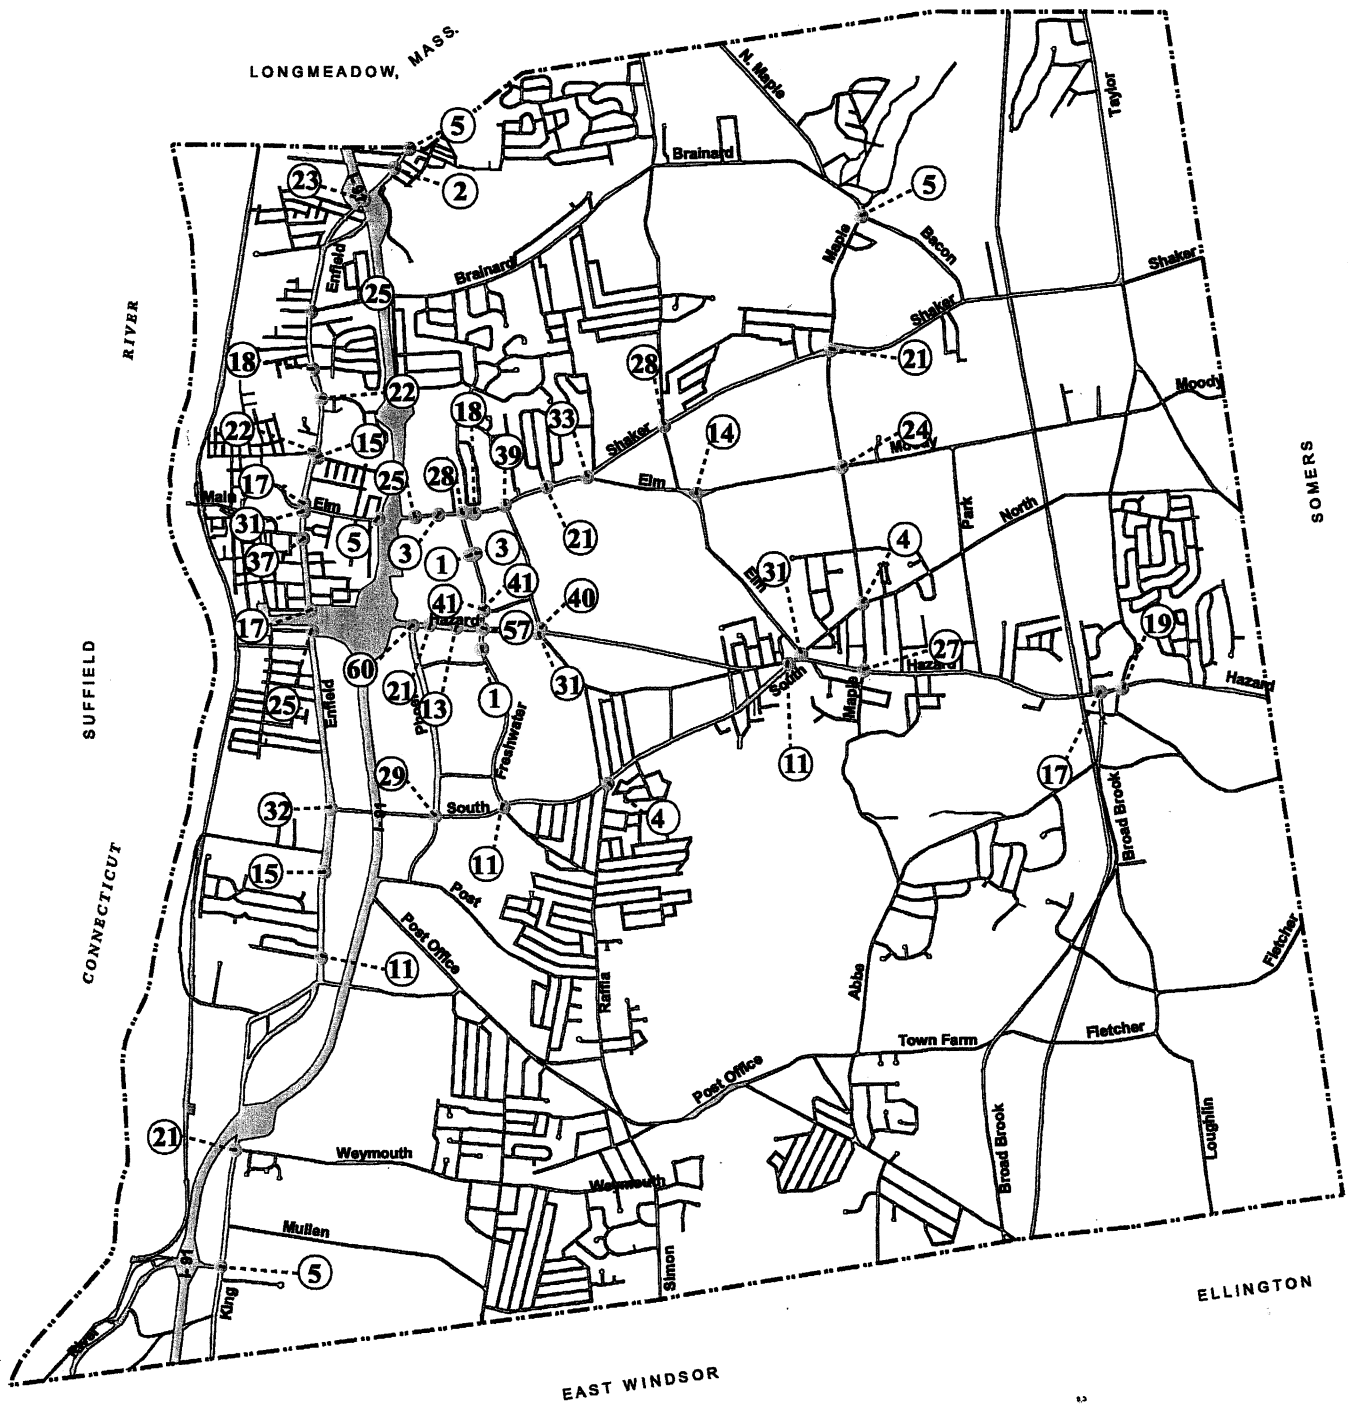 LONGMEADOW, MASS.
N. Maple
Taylor
5
Brainard
23
2
I-91
5
Enfield
Maple
Bacon
Brainard
Shaker
RIVER
25
Shaker
18
28
21
22
Moody
18
33
22
15
39
Shaker
14
24
Moody
17
25
28
Elm
Main
Elm
Park
North
SOMERS
31
5
3
1
3
21
4
37
Elm
31
41
41
40
19
17
Hazard
57
SUFFIELD
60
27
Hazard
21
13
1
31
South
Hazard
25
Enfield
Maple
Freshwater
11
17
29
32
I-91
South
4
Broad Brook
11
15
CONNECTICUT
Post
Post Office
Fletcher
11
Raffia
Abbe
Town Farm
Fletcher
Post Office
21
Weymouth
Broad Brook
Loughlin
Weymouth
Mullen
I-91
5
Simon
King
ELLINGTON
River
EAST WINDSOR